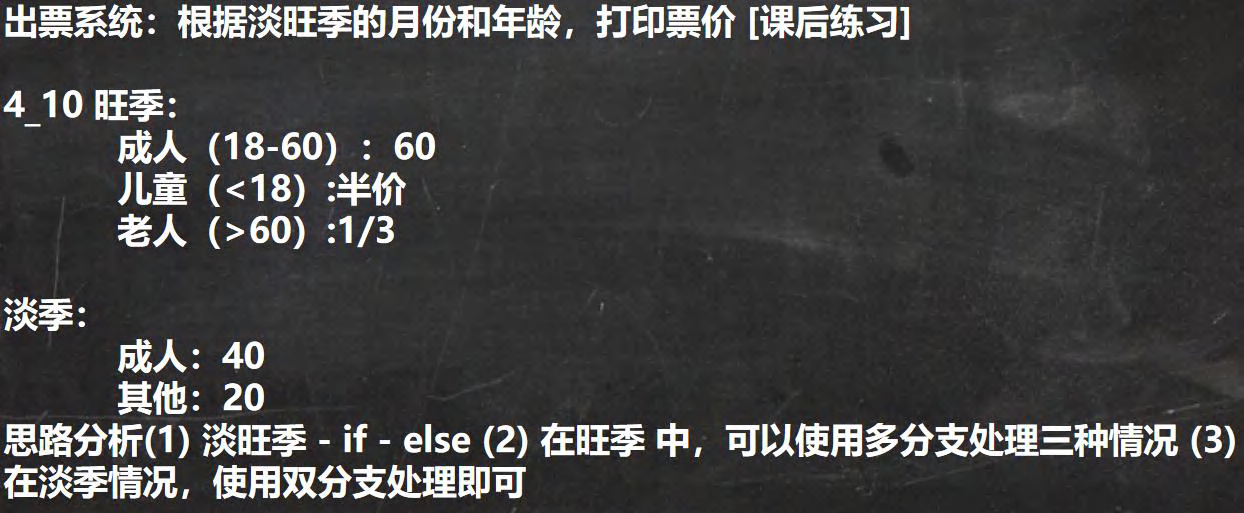 出票系统：根据淡旺季的月份和年龄，打印票价 [课后练习]
4_10 旺季：
成人（18-60）：60
儿童（<18）:半价
老人（>60）:1/3
淡季：
成人：40
其他：20
思路分析(1) 淡旺季 - if - else (2) 在旺季 中，可以使用多分支处理三种情况 (3)
在淡季情况，使用双分支处理即可